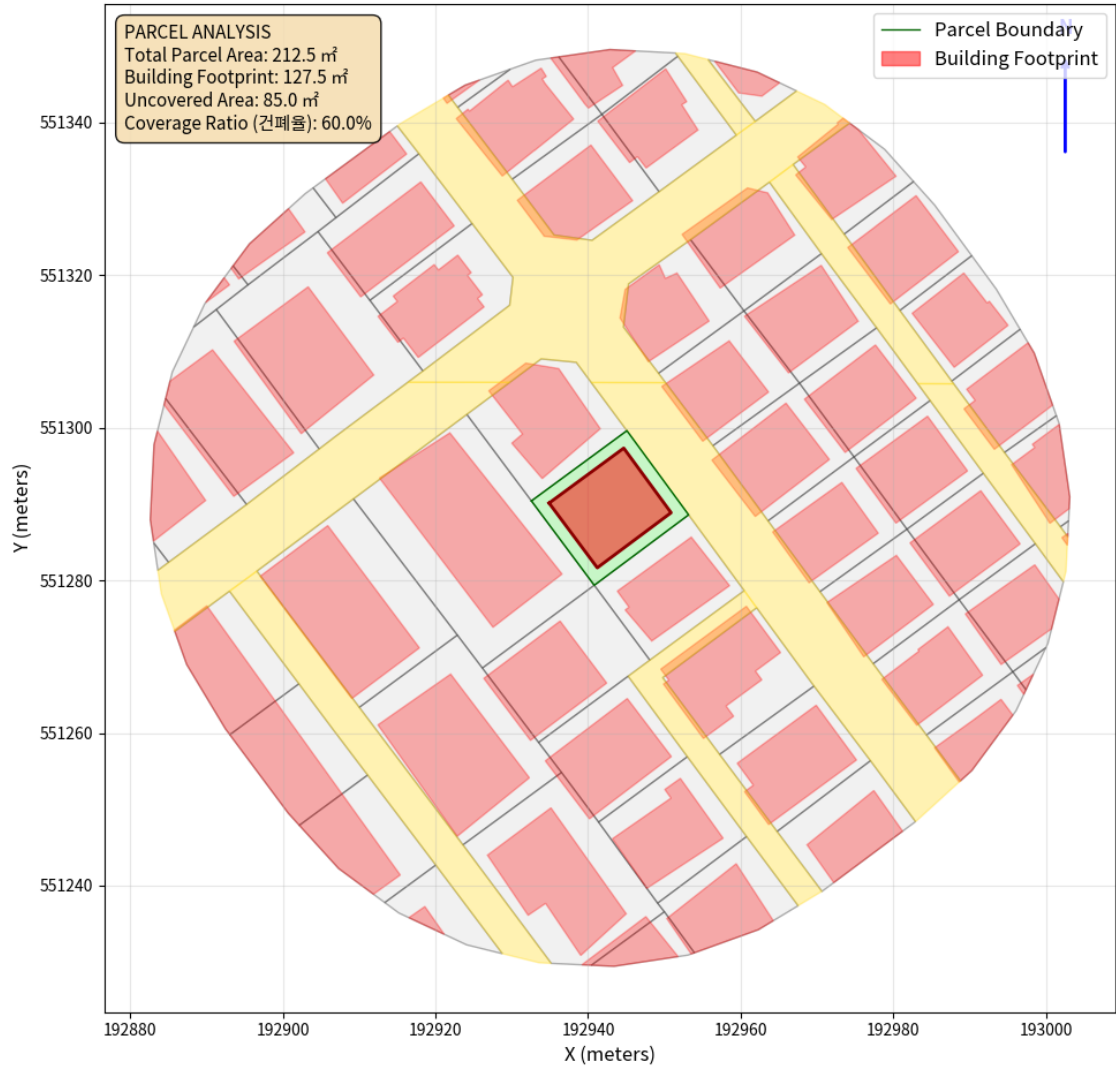 PARCEL ANALYSIS
Total Parcel Area: 212.5 ㎡
Building Footprint: 127.5 ㎡
Uncovered Area: 85.0 ㎡
Coverage Ratio (건폐율): 60.0%
N
Parcel Boundary
Building Footprint
Y (meters)
551340
551320
551300
551280
551260
551240
192880
192900
192920
192940
192960
192980
193000
X (meters)